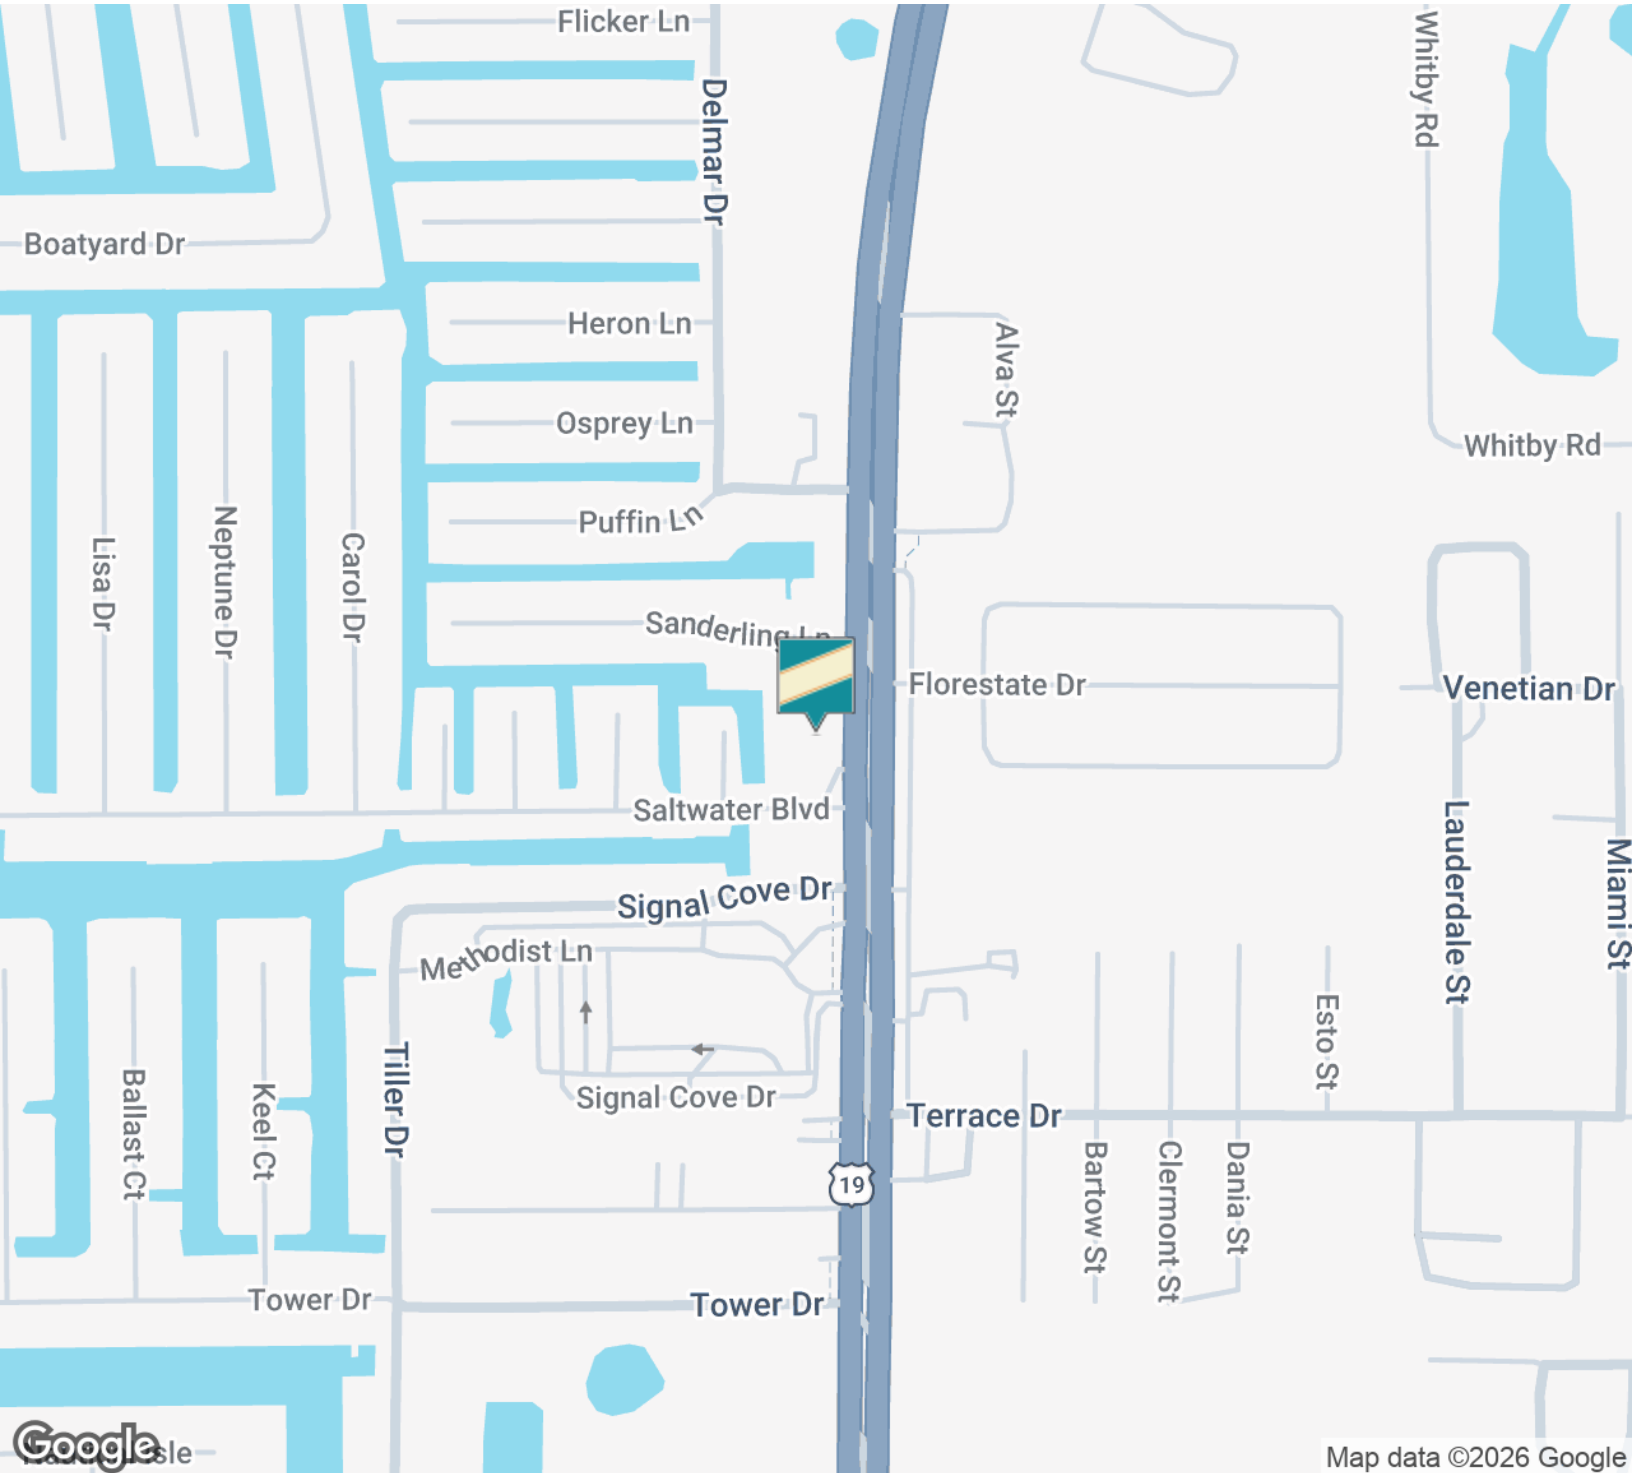 Flicker Ln
Delmar Dr
Whitby Rd
Boatyard Dr
Heron Ln
Alva St
Osprey Ln
Whitby Rd
Puffin Ln
Lisa Dr
Neptune Dr
Carol Dr
Sanderling Ln
Florestate Dr
Venetian Dr
Saltwater Blvd
Lauderdale St
Miami St
Signal Cove Dr
Methodist Ln
Esto St
Tiller Dr
Ballast Ct
Keel Ct
Signal Cove Dr
Terrace Dr
19
Bartow St
Clermont St
Dania St
Tower Dr
Tower Dr
Google
Isle
Map data ©2026 Google